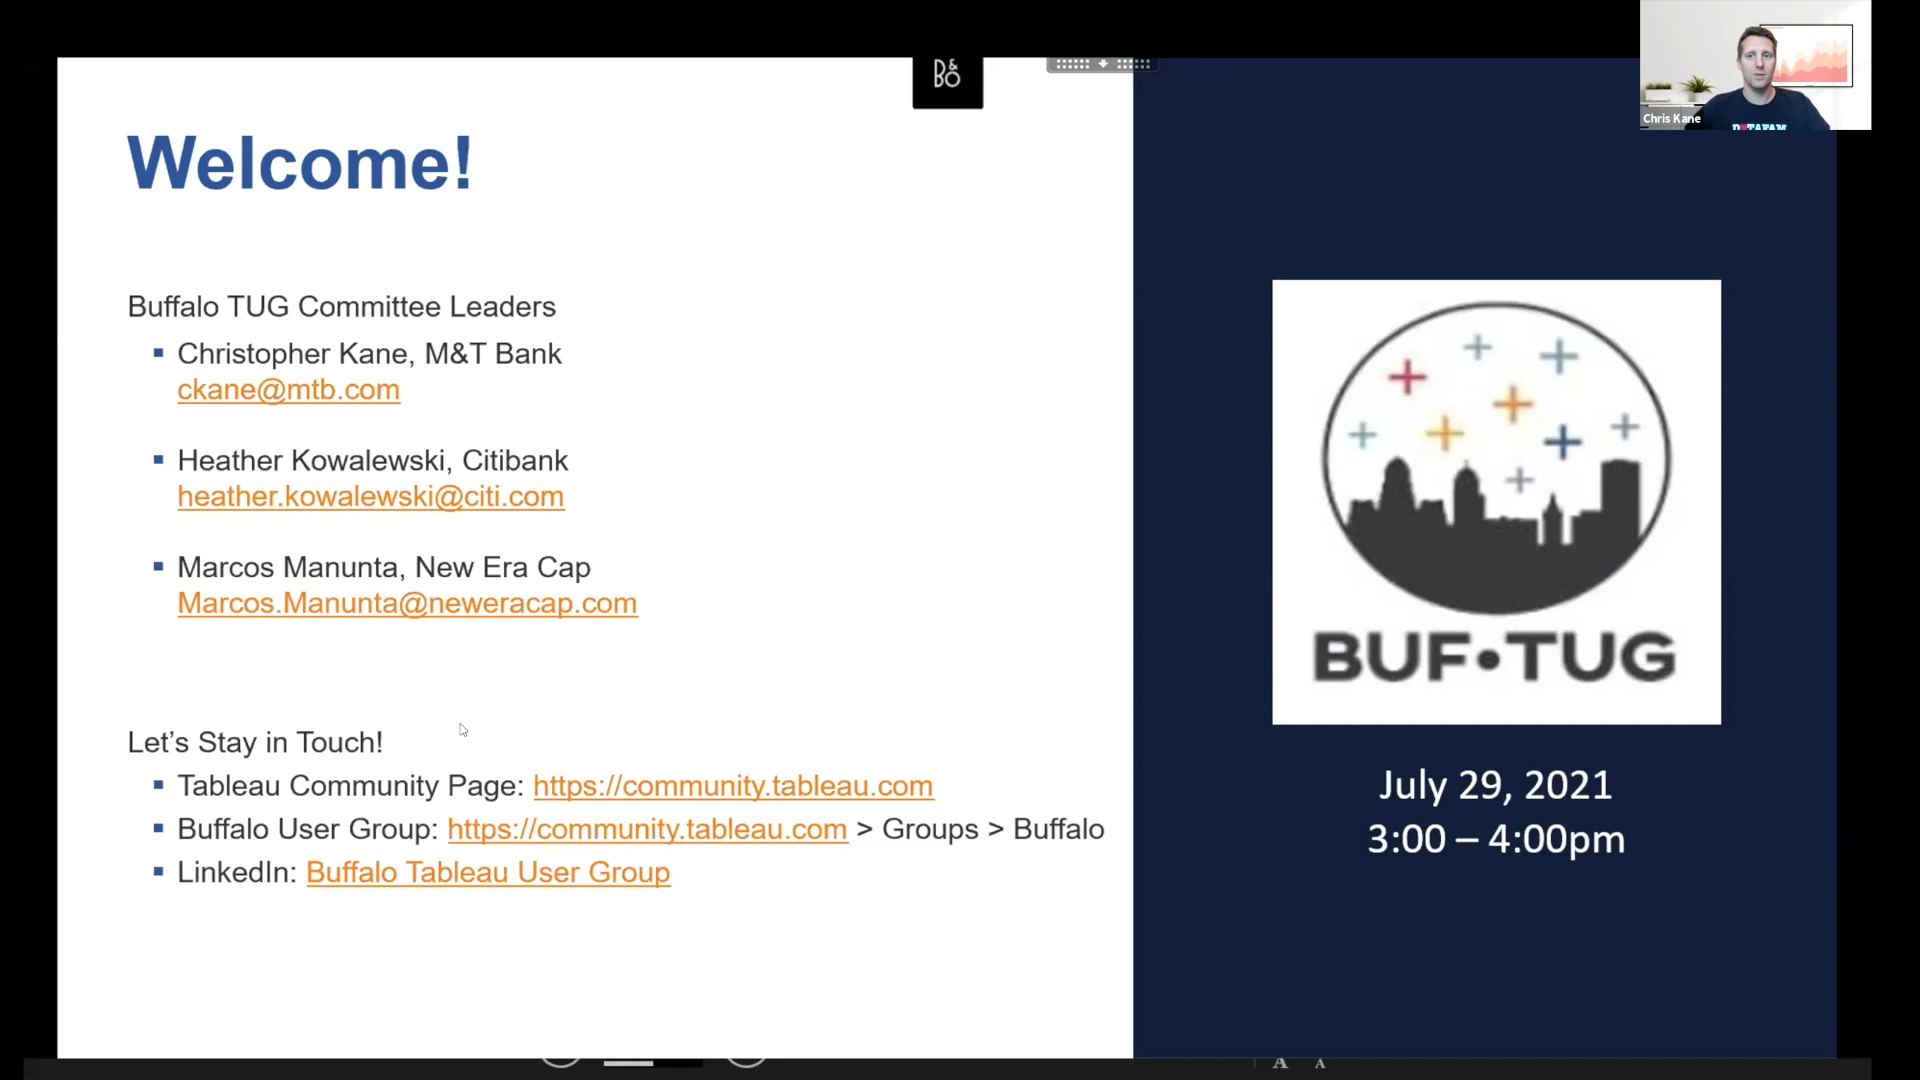 B&O
Chris Kane
DATAFAM
Welcome!
Buffalo TUG Committee Leaders
Christopher Kane, M&T Bank
ckane@mtb.com
Heather Kowalewski, Citibank
heather.kowalewski@citi.com
Marcos Manunta, New Era Cap
Marcos.Manunta@neweracap.com
Let’s Stay in Touch!
Tableau Community Page: https://community.tableau.com
Buffalo User Group: https://community.tableau.com > Groups > Buffalo
LinkedIn: Buffalo Tableau User Group
BUF•TUG
July 29, 2021
3:00 – 4:00pm
A A